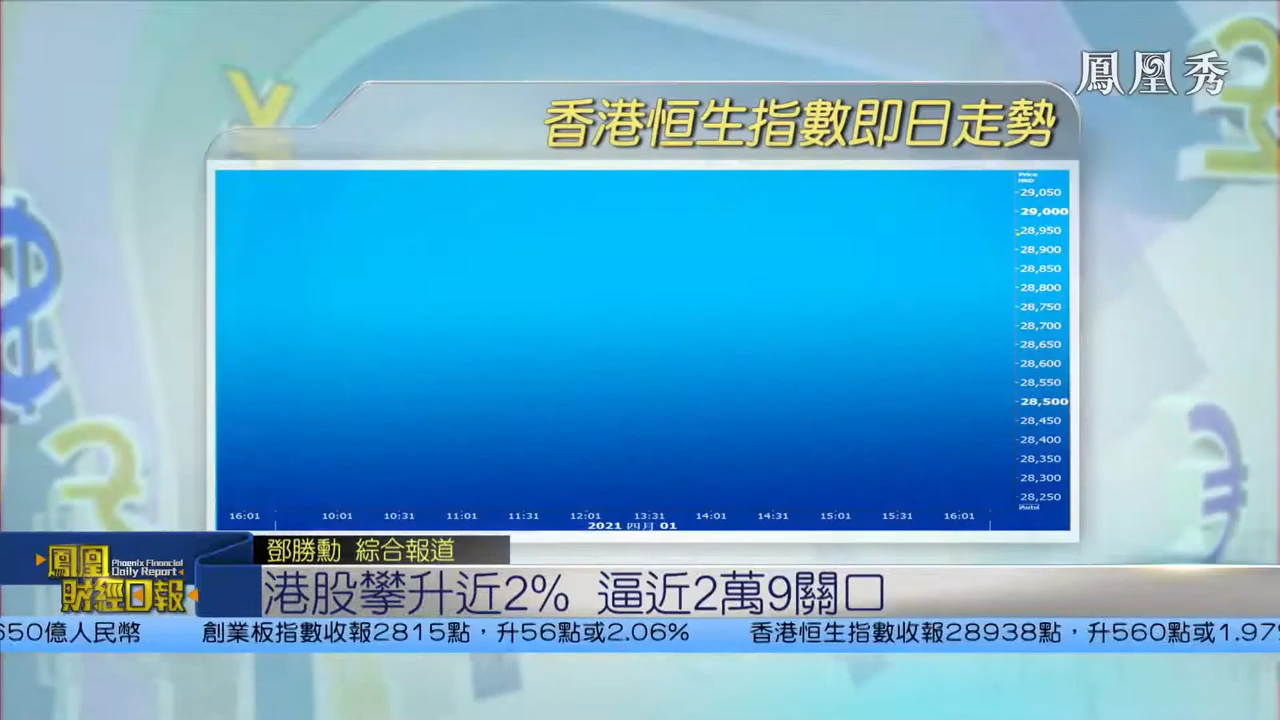 鳳凰秀
香港恒生指數即日走勢
Price
HKD
29,050
29,000
28,950
28,900
28,850
28,800
28,750
28,700
28,650
28,600
28,550
28,500
28,450
28,400
28,350
28,300
28,250
Auto
16:01 10:01 10:31 11:01 11:31 12:01 13:31 14:01 14:31 15:01 15:31 16:01
2021 四月 01
鄧勝勳 綜合報道
鳳凰 Phoenix Financial
Daily Report
財經日報
港股攀升近2% 逼近2萬9關口
650億人民幣 創業板指數收報2815點，升56點或2.06% 香港恒生指數收報28938點，升560點或1.97%